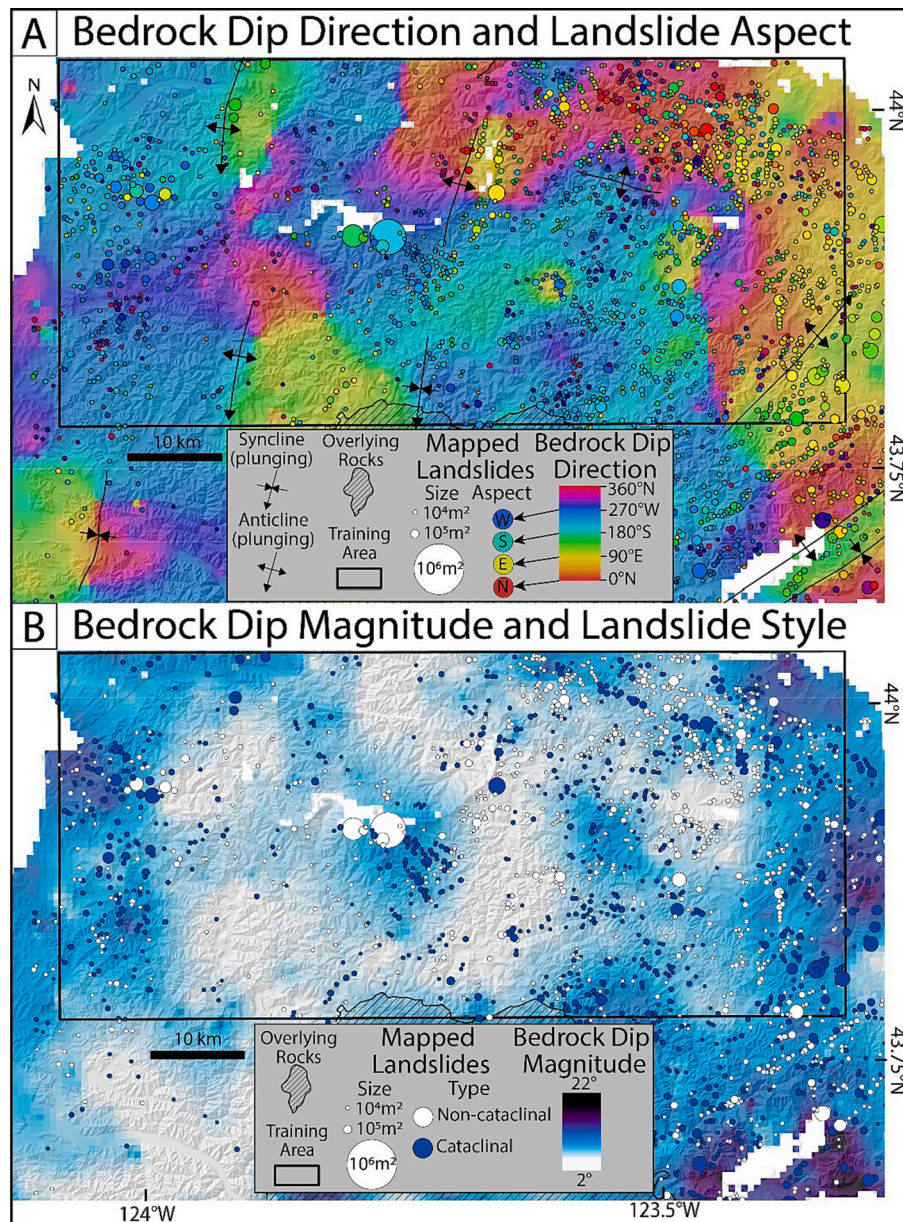 A Bedrock Dip Direction and Landslide Aspect
N
44°N
43.75°N
10 km
Syncline
(plunging)
Anticline
(plunging)
Overlying
Rocks
Training
Area
Mapped
Landslides
Size Aspect
10⁴m²
10⁵m²
10⁶m²
W
S
E
N
Bedrock Dip
Direction
360°N
270°W
180°S
90°E
0°N
B Bedrock Dip Magnitude and Landslide Style
44°N
43.75°N
10 km
Overlying
Rocks
Training
Area
Mapped
Landslides
Size Type
10⁴m²
10⁵m²
10⁶m²
Non-cataclinal
Cataclinal
Bedrock Dip
Magnitude
22°
2°
124°W
123.5°W